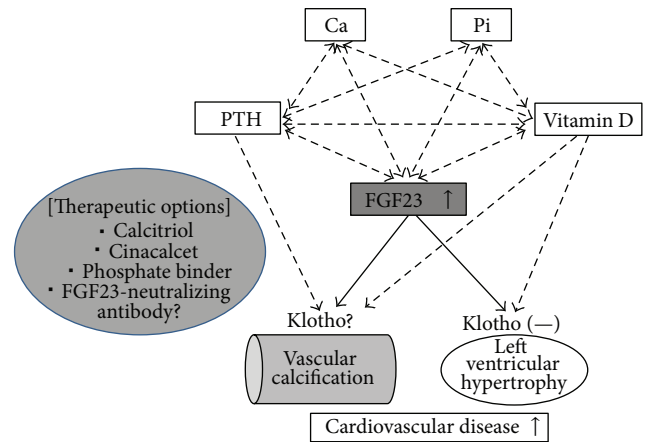 Ca
Pi
PTH
Vitamin D
FGF23 ↑
[Therapeutic options]
▪ Calcitriol
▪ Cinacalcet
▪ Phosphate binder
▪ FGF23-neutralizing
antibody?
Klotho?
Klotho (—)
Vascular
calcification
Left
ventricular
hypertrophy
Cardiovascular disease ↑